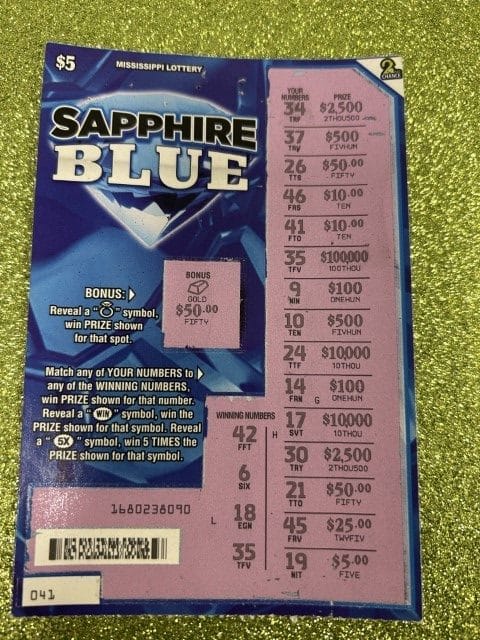 $5
MISSISSIPPI LOTTERY
2
CHANCE
SAPPHIRE
BLUE
BONUS:
Reveal a " " symbol,
win PRIZE shown
for that spot.
BONUS
GOLD
$50.00
FIFTY
Match any of YOUR NUMBERS to
any of the WINNING NUMBERS,
win PRIZE shown for that number.
Reveal a "WIN" symbol, win the
PRIZE shown for that symbol. Reveal
a "5X" symbol, win 5 TIMES the
PRIZE shown for that symbol.
WINNING NUMBERS
42
FFT
6
SIX
18
EGN
35
TFV
H
L
G
YOUR NUMBERS PRIZE
34 $2,500
2THOU500
37 $500
FIVHUN
26 $50.00
TTS FIFTY
46 $10.00
FRS TEN
41 $10.00
FTO TEN
35 $100,000
TFV 100THOU
9 $100
NIN ONEHUN
10 $500
TEN FIVHUN
24 $10,000
TTF 10THOU
14 $100
FRN ONEHUN
17 $10,000
SVT 10THOU
30 $2,500
TRY 2THOU500
21 $50.00
TTO FIFTY
45 $25.00
FRV TWYFIV
19 $5.00
NIT FIVE
1680238090
041